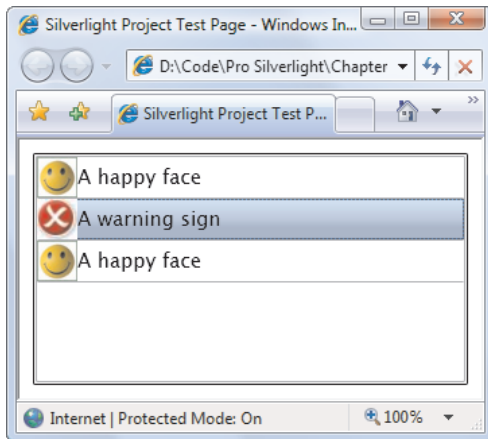 Silverlight Project Test Page - Windows In...
D:\Code\Pro Silverlight\Chapter
Silverlight Project Test P...
A happy face
A warning sign
A happy face
Internet | Protected Mode: On
100%